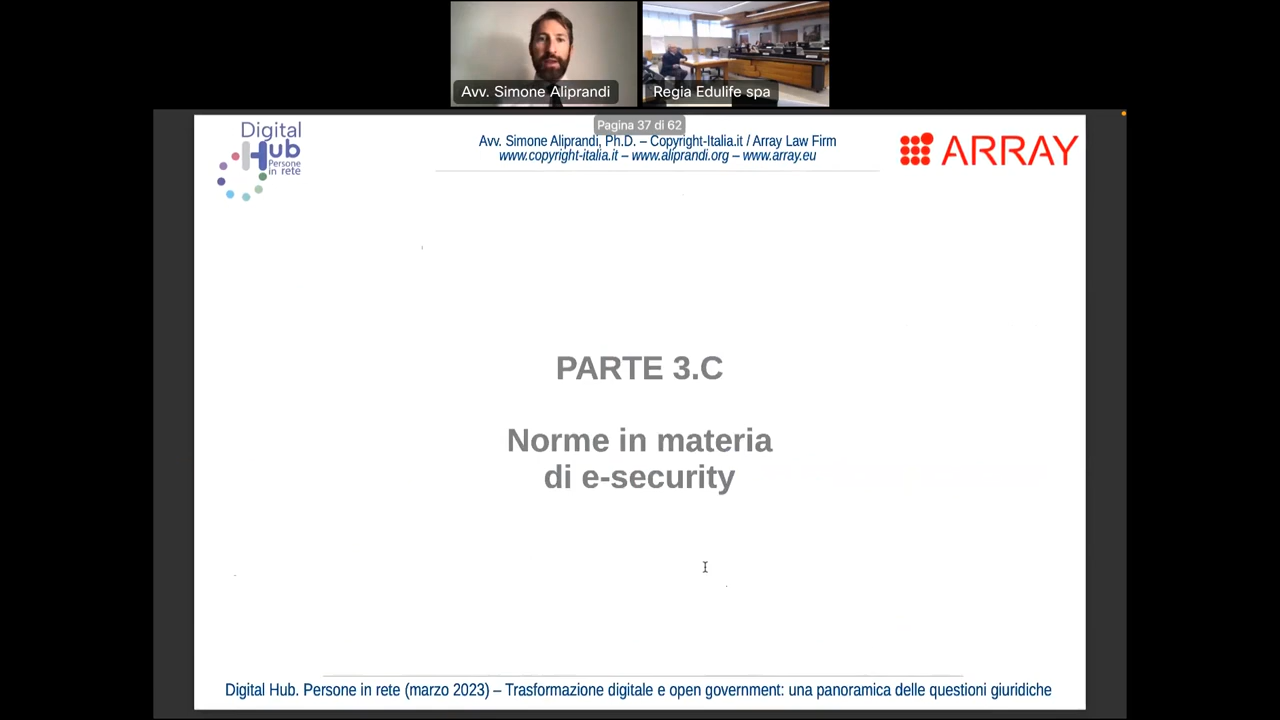 Avv. Simone Aliprandi
Regia Edulife spa
Pagina 37 di 62
Digital
Hub
Persone
in rete
Avv. Simone Aliprandi, Ph.D. – Copyright-Italia.it / Array Law Firm
www.copyright-italia.it – www.aliprandi.org – www.array.eu
ARRAY
PARTE 3.C
Norme in materia
di e-security
Digital Hub. Persone in rete (marzo 2023) – Trasformazione digitale e open government: una panoramica delle questioni giuridiche